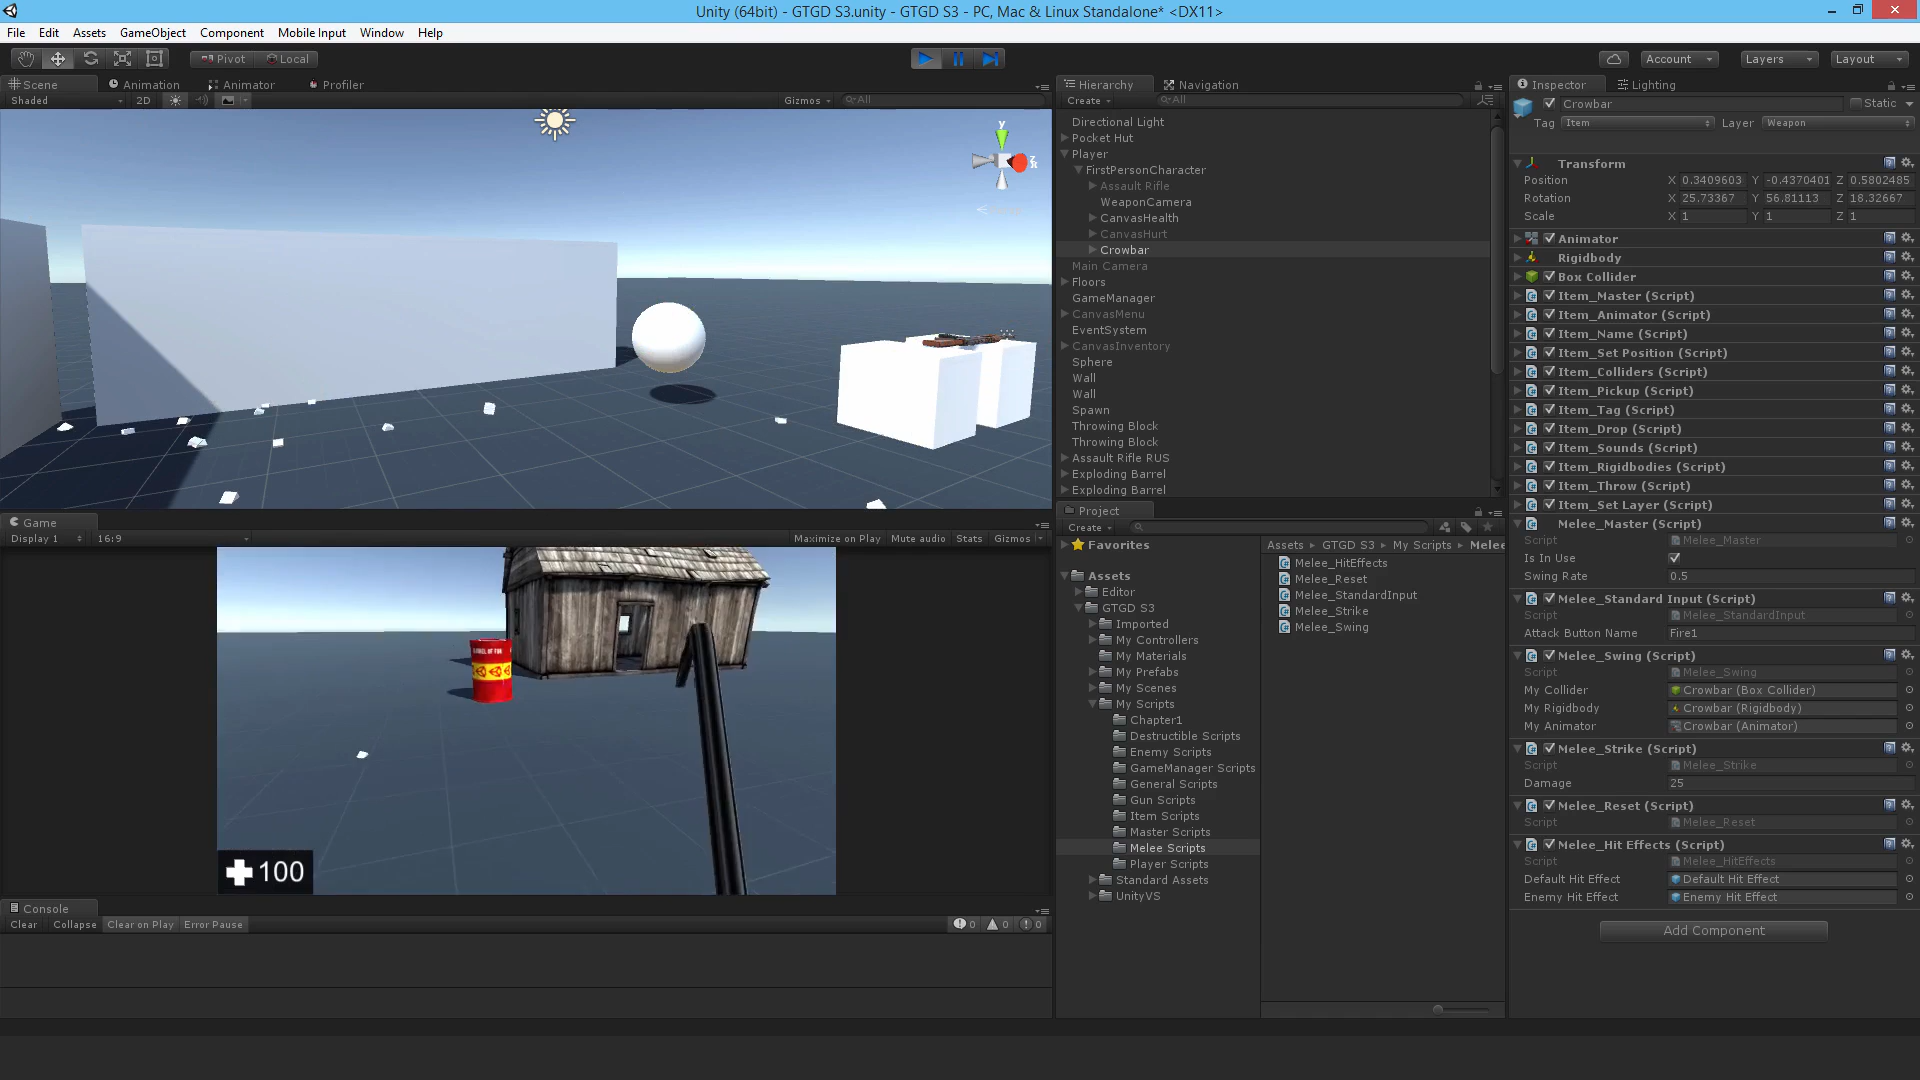 Unity (64bit) - GTGD S3.unity - GTGD S3 - PC, Mac & Linux Standalone* <DX11>
File Edit Assets GameObject Component Mobile Input Window Help
Pivot Local
Account Layers Layout
Scene Animation Animator Profiler
Shaded 2D Gizmos All
y
z
x
Game
Display 1 16:9 Maximize on Play Mute audio Stats Gizmos
100
Console
Clear Collapse Clear on Play Error Pause 0 0 0
Hierarchy Navigation
Create All
Directional Light
Pocket Hut
Player
FirstPersonCharacter
Assault Rifle
WeaponCamera
CanvasHealth
CanvasHurt
Crowbar
Main Camera
Floors
GameManager
CanvasMenu
EventSystem
CanvasInventory
Sphere
Wall
Wall
Spawn
Throwing Block
Throwing Block
Assault Rifle RUS
Exploding Barrel
Exploding Barrel
Project
Create
Favorites
Assets
Editor
GTGD S3
Imported
My Controllers
My Materials
My Prefabs
My Scenes
My Scripts
Chapter1
Destructible Scripts
Enemy Scripts
GameManager Scripts
General Scripts
Gun Scripts
Item Scripts
Master Scripts
Melee Scripts
Player Scripts
Standard Assets
UnityVS
Assets GTGD S3 My Scripts Melee
Melee_HitEffects
Melee_Reset
Melee_StandardInput
Melee_Strike
Melee_Swing
Inspector Lighting
Crowbar Static
Tag Item Layer Weapon
Transform
Position X 0.3409603 Y -0.4370401 Z 0.5802485
Rotation X 25.73367 Y 56.81113 Z 18.32667
Scale X 1 Y 1 Z 1
Animator
Rigidbody
Box Collider
Item_Master (Script)
Item_Animator (Script)
Item_Name (Script)
Item_Set Position (Script)
Item_Colliders (Script)
Item_Pickup (Script)
Item_Tag (Script)
Item_Drop (Script)
Item_Sounds (Script)
Item_Rigidbodies (Script)
Item_Throw (Script)
Item_Set Layer (Script)
Melee_Master (Script)
Script Melee_Master
Is In Use
Swing Rate 0.5
Melee_Standard Input (Script)
Script Melee_StandardInput
Attack Button Name Fire1
Melee_Swing (Script)
Script Melee_Swing
My Collider Crowbar (Box Collider)
My Rigidbody Crowbar (Rigidbody)
My Animator Crowbar (Animator)
Melee_Strike (Script)
Script Melee_Strike
Damage 25
Melee_Reset (Script)
Script Melee_Reset
Melee_Hit Effects (Script)
Script Melee_HitEffects
Default Hit Effect Default Hit Effect
Enemy Hit Effect Enemy Hit Effect
Add Component